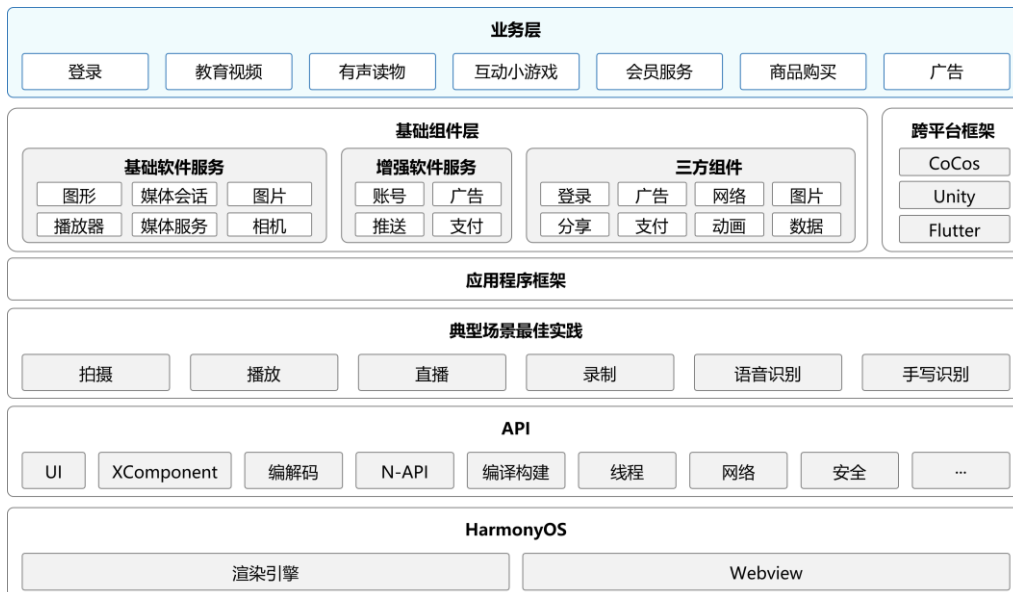 业务层
登录 教育视频 有声读物 互动小游戏 会员服务 商品购买 广告
基础组件层
基础软件服务
图形 媒体会话 图片
播放器 媒体服务 相机
增强软件服务
账号 广告
推送 支付
三方组件
登录 广告 网络 图片
分享 支付 动画 数据
跨平台框架
CoCos
Unity
Flutter
应用程序框架
典型场景最佳实践
拍摄 播放 直播 录制 语音识别 手写识别
API
UI XComponent 编解码 N-API 编译构建 线程 网络 安全 ...
HarmonyOS
渲染引擎 Webview